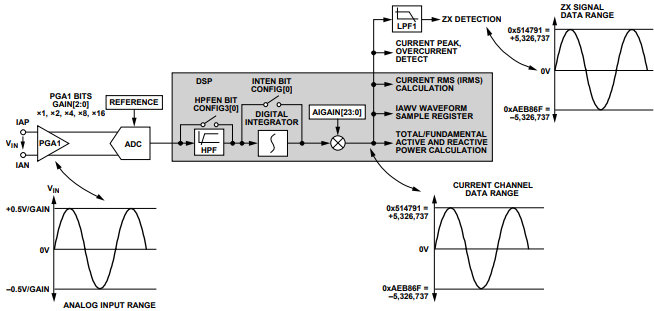 ZX SIGNAL
DATA RANGE
0x514791 =
+5,326,737
0V
0xAEB86F =
–5,326,737
LPF1
ZX DETECTION
CURRENT PEAK,
OVERCURRENT
DETECT
CURRENT RMS (IRMS)
CALCULATION
IAWV WAVEFORM
SAMPLE REGISTER
TOTAL/FUNDAMENTAL
ACTIVE AND REACTIVE
POWER CALCULATION
DSP
INTEN BIT
CONFIG[0]
HPFEN BIT
CONFIG3[0]
DIGITAL
INTEGRATOR
AIGAIN[23:0]
HPF
PGA1 BITS
GAIN[2:0]
×1, ×2, ×4, ×8, ×16
REFERENCE
IAP
VIN
PGA1
ADC
IAN
VIN
+0.5V/GAIN
0V
–0.5V/GAIN
ANALOG INPUT RANGE
CURRENT CHANNEL
DATA RANGE
0x514791 =
+5,326,737
0V
0xAEB86F =
–5,326,737